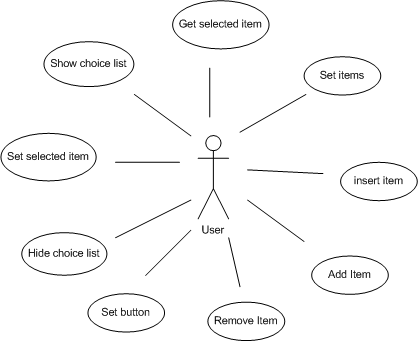 Get selected item
Show choice list
Set items
Set selected item
insert item
User
Hide choice list
Add Item
Set button
Remove Item